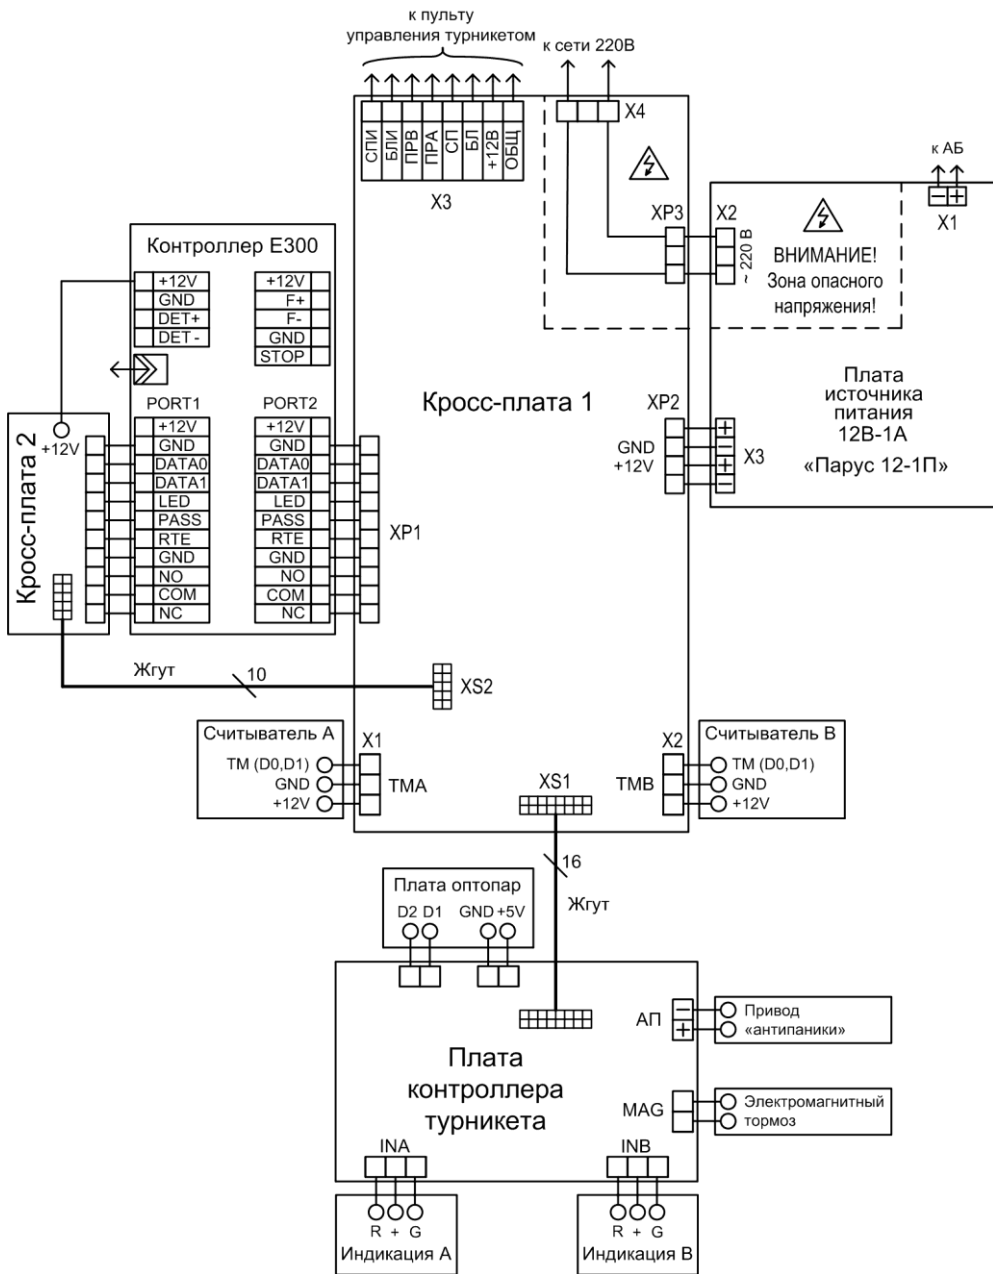 к пульту
управления турникетом
к сети 220В
СПИ
БЛИ
ПРВ
ПРА
СП
БЛ
+12В
ОБЩ
X3
X4
к АБ
− +
X1
XP3
X2
~ 220 В
ВНИМАНИЕ!
Зона опасного
напряжения!
Контроллер E300
+12V
GND
DET+
DET -
+12V
F+
F-
GND
STOP
Кросс-плата 1
Плата
источника
питания
12В-1А
«Парус 12-1П»
XP2
GND
+12V
+
−
+
−
X3
Кросс-плата 2
+12V
PORT1
+12V
GND
DATA0
DATA1
LED
PASS
RTE
GND
NO
COM
NC
PORT2
+12V
GND
DATA0
DATA1
LED
PASS
RTE
GND
NO
COM
NC
XP1
Жгут
10
XS2
Считыватель А
TM (D0,D1)
GND
+12V
X1
TMA
XS1
X2
TMB
Считыватель В
TM (D0,D1)
GND
+12V
16
Жгут
Плата оптопар
D2 D1 GND +5V
Плата
контроллера
турникета
АП
−
+
Привод
«антипаники»
MAG
Электромагнитный
тормоз
INA
INB
R + G
Индикация А
R + G
Индикация В